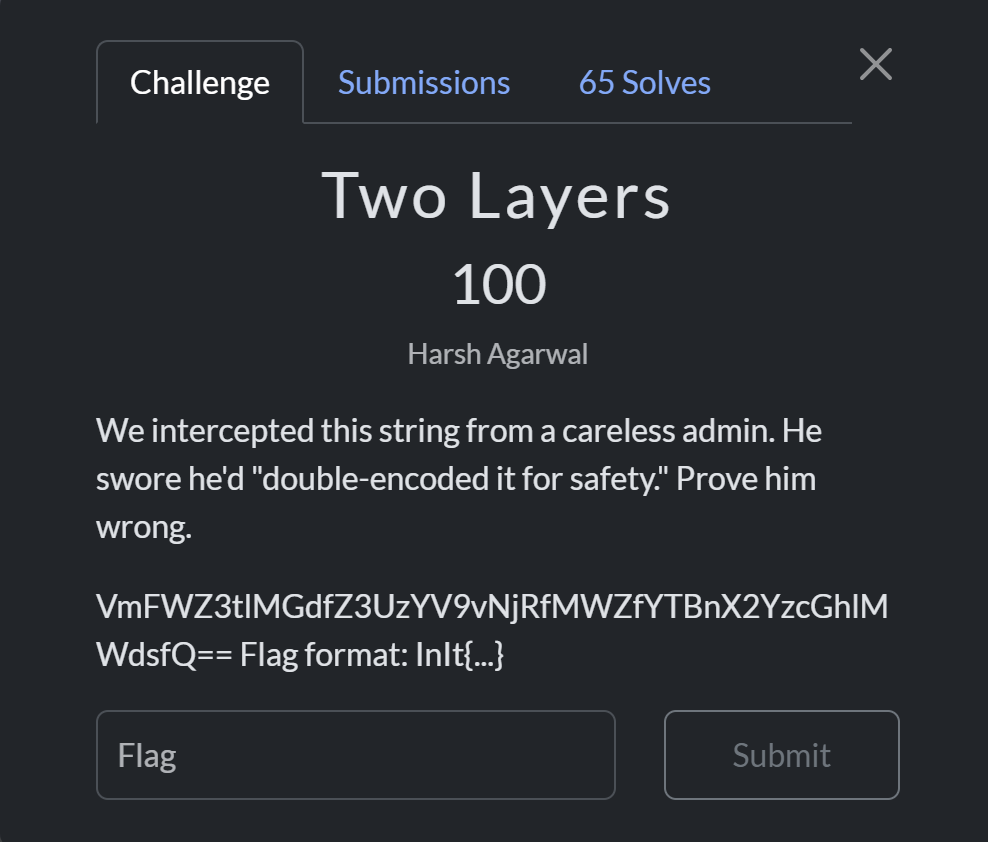 Challenge
Submissions
65 Solves
Two Layers
100
Harsh Agarwal
We intercepted this string from a careless admin. He
swore he'd "double-encoded it for safety." Prove him
wrong.
VmFWZ3tlMGdfZ3UzYV9vNjRfMWZfYTBnX2YzcGhlM
WdsfQ== Flag format: InIt{...}
Flag
Submit